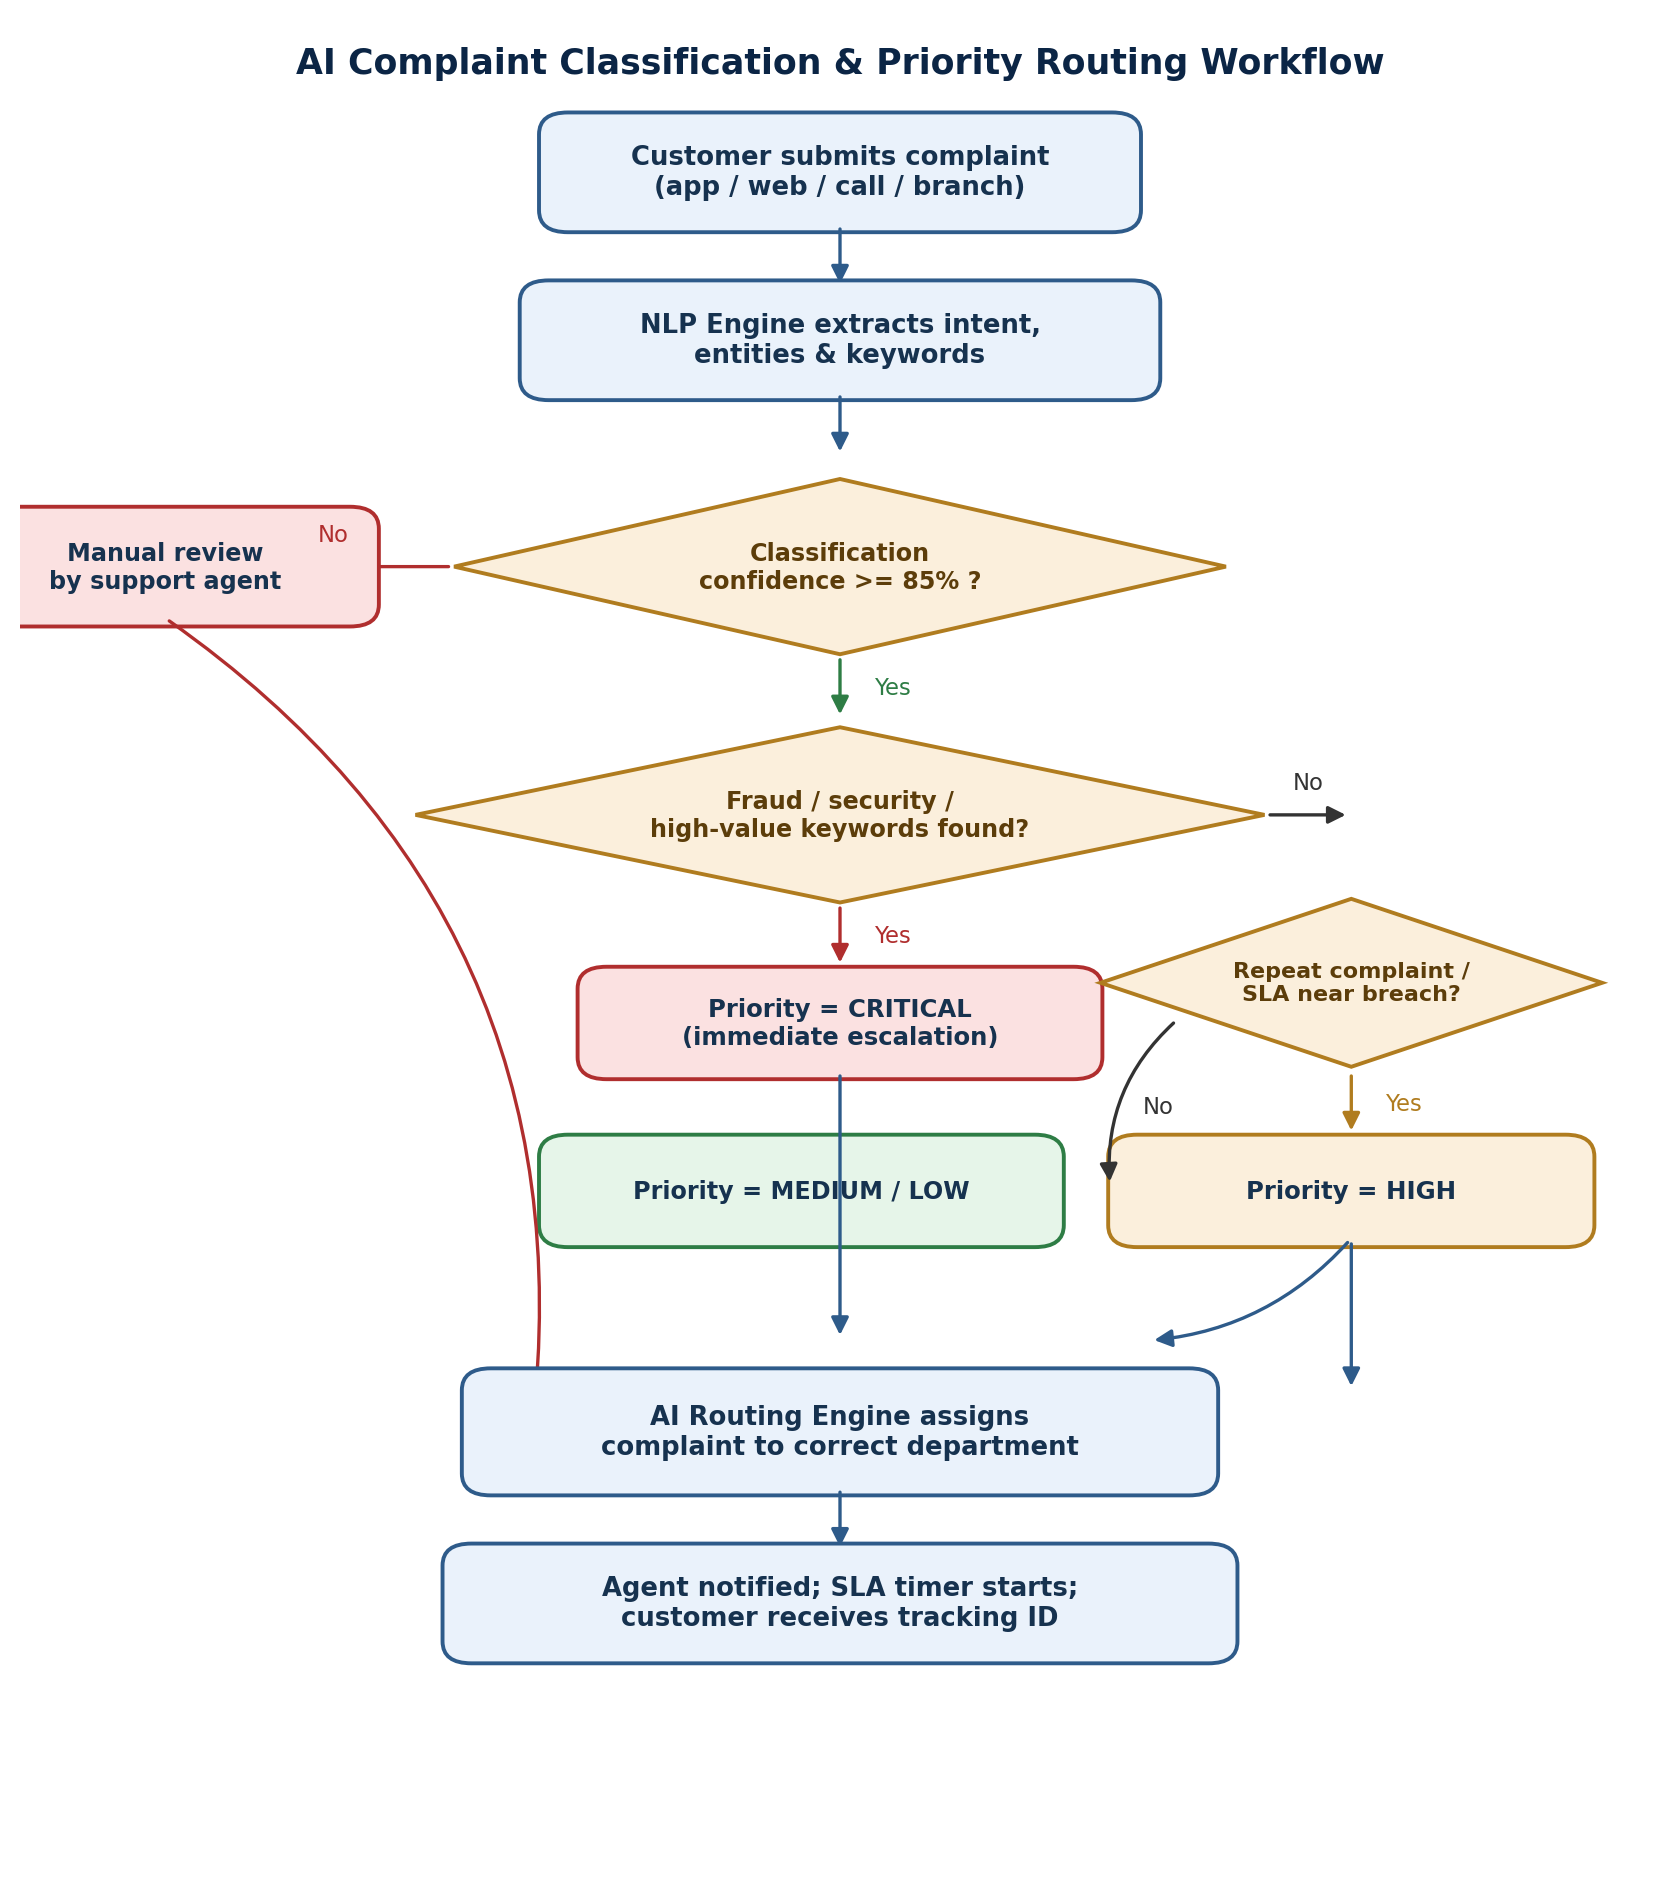 AI Complaint Classification & Priority Routing Workflow
Customer submits complaint
(app / web / call / branch)
NLP Engine extracts intent,
entities & keywords
Classification
confidence >= 85% ?
No
Manual review
by support agent
Yes
Fraud / security /
high-value keywords found?
No
Yes
Priority = CRITICAL
(immediate escalation)
Repeat complaint /
SLA near breach?
No
Yes
Priority = MEDIUM / LOW
Priority = HIGH
AI Routing Engine assigns
complaint to correct department
Agent notified; SLA timer starts;
customer receives tracking ID